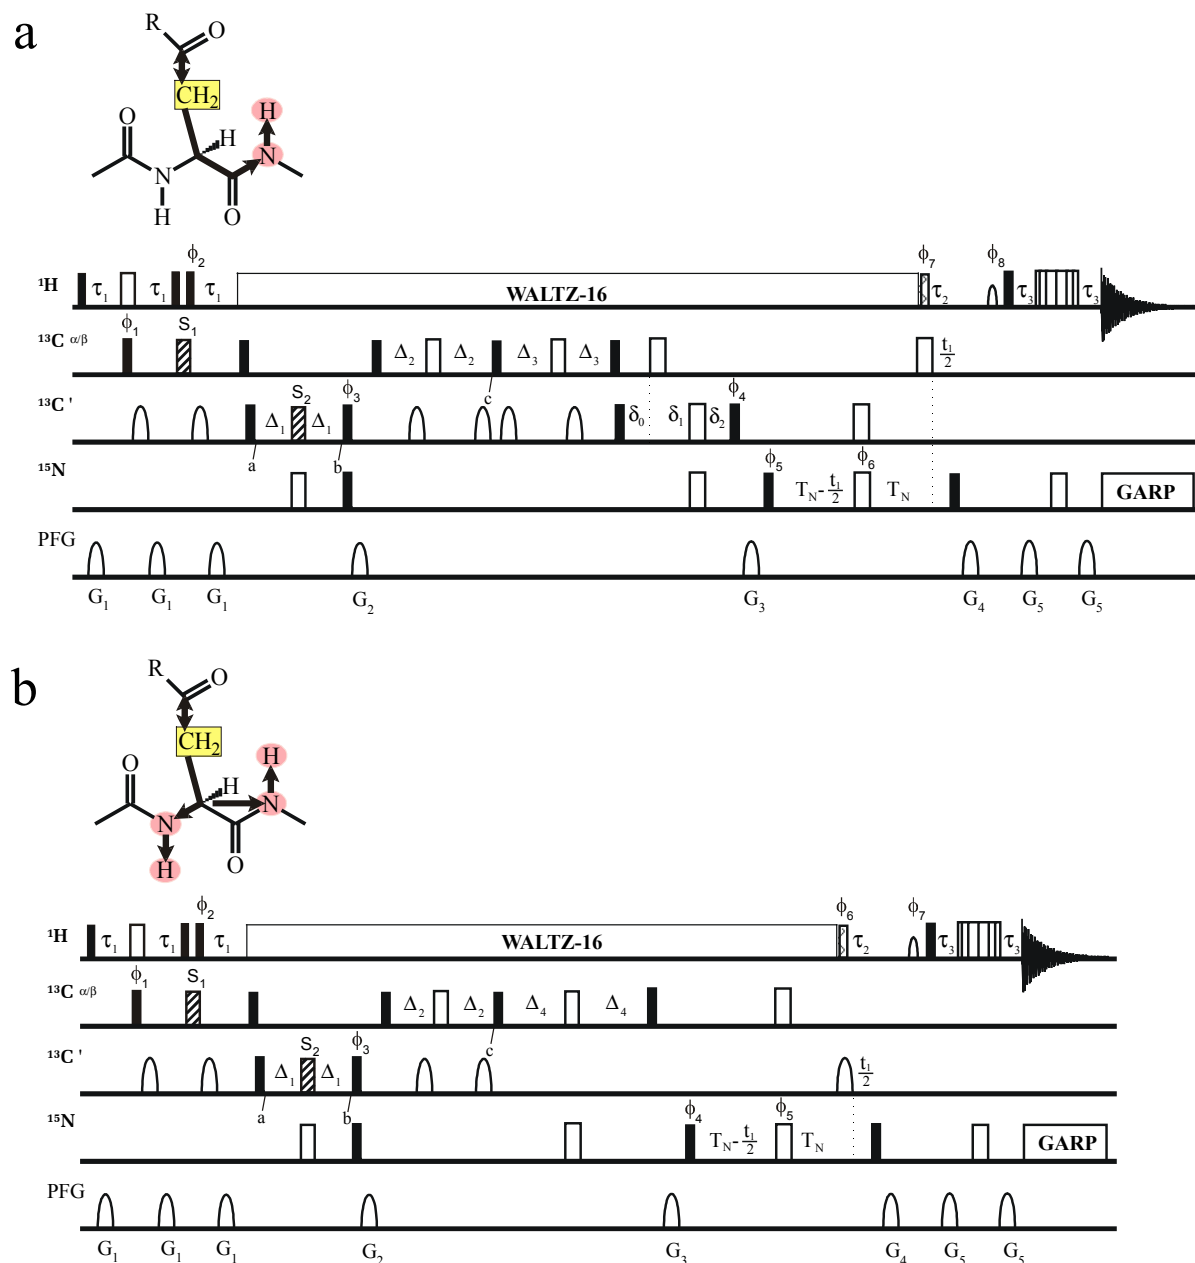 a
R O
CH₂
O H H
N N
H O
ϕ₂ ϕ₇ ϕ₈
¹H τ₁ τ₁ τ₁ WALTZ-16 τ₂ τ₃ τ₃
ϕ₁ S₁
¹³C α/β Δ₂ Δ₂ Δ₃ Δ₃ t₁/2
S₂ ϕ₃ c ϕ₄
¹³C' Δ₁ Δ₁ δ₀ δ₁ δ₂
a b ϕ₅ ϕ₆
¹⁵N T_N-t₁/2 T_N GARP
PFG
G₁ G₁ G₁ G₂ G₃ G₄ G₅ G₅
b
R O
CH₂
O H H
N N
H O
ϕ₂ ϕ₆ ϕ₇
¹H τ₁ τ₁ τ₁ WALTZ-16 τ₂ τ₃ τ₃
ϕ₁ S₁
¹³C α/β Δ₂ Δ₂ Δ₄ Δ₄
S₂ ϕ₃ c
¹³C' Δ₁ Δ₁ t₁/2
a b ϕ₄ ϕ₅
¹⁵N T_N-t₁/2 T_N GARP
PFG
G₁ G₁ G₁ G₂ G₃ G₄ G₅ G₅